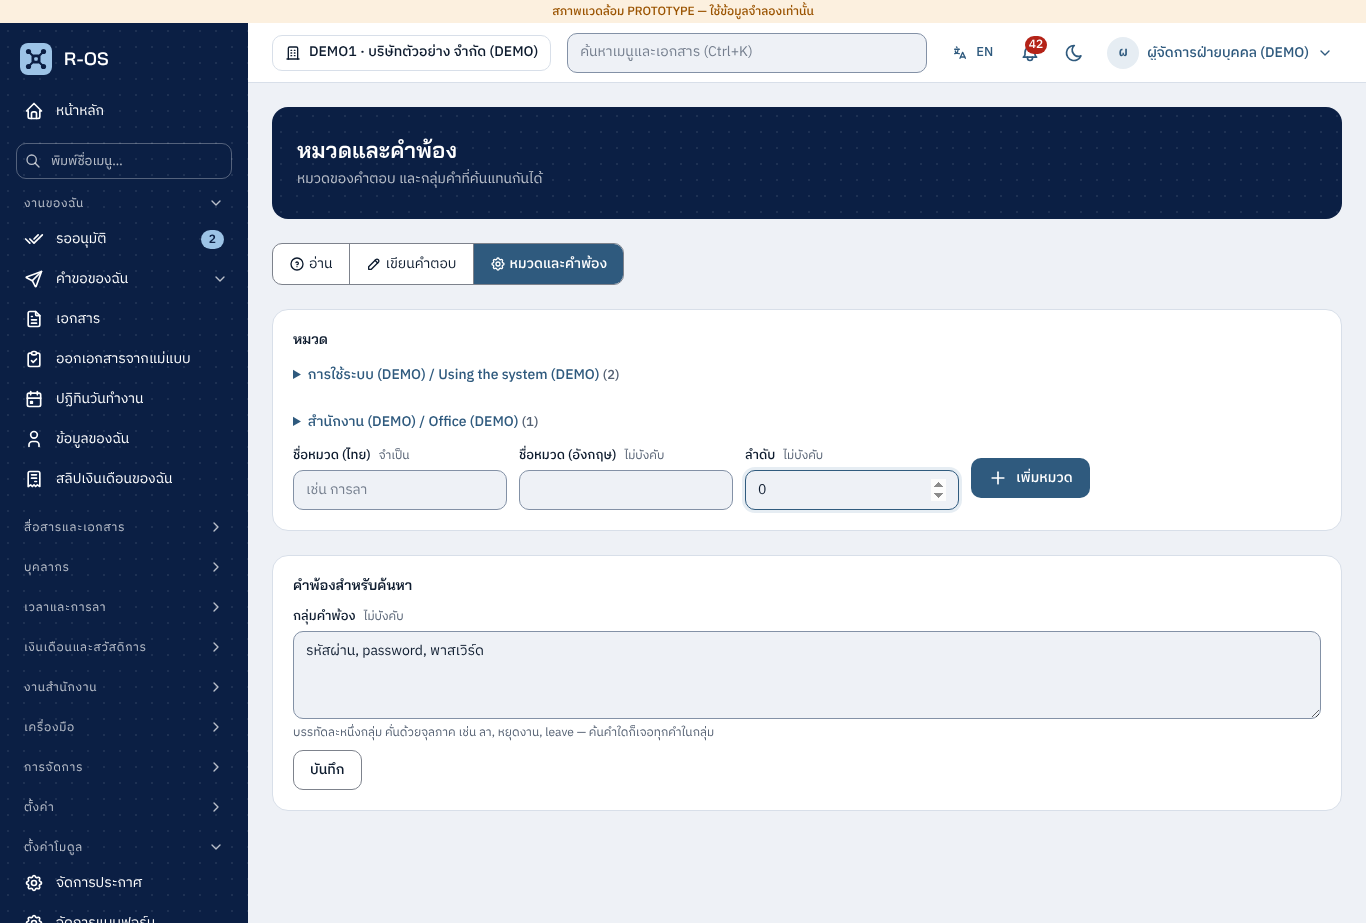 สภาพแวดล้อม PROTOTYPE — ใช้ข้อมูลจำลองเท่านั้น
R-OS
DEMO1 · บริษัทตัวอย่าง จำกัด (DEMO)
ค้นหาเมนูและเอกสาร (Ctrl+K)
EN
42
ผ
ผู้จัดการฝ่ายบุคคล (DEMO)
หน้าหลัก
พิมพ์ชื่อเมนู...
งานของฉัน
รออนุมัติ
2
คำขอของฉัน
เอกสาร
ออกเอกสารจากแม่แบบ
ปฏิทินวันทำงาน
ข้อมูลของฉัน
สลิปเงินเดือนของฉัน
สื่อสารและเอกสาร
บุคลากร
เวลาและการลา
เงินเดือนและสวัสดิการ
งานสำนักงาน
เครื่องมือ
การจัดการ
ตั้งค่า
ตั้งค่าโมดูล
จัดการประกาศ
จัดการแบบฟอร์ม
หมวดและคำพ้อง
หมวดของคำตอบ และกลุ่มคำที่ค้นแทนกันได้
อ่าน
เขียนคำตอบ
หมวดและคำพ้อง
หมวด
การใช้ระบบ (DEMO) / Using the system (DEMO) (2)
สำนักงาน (DEMO) / Office (DEMO) (1)
ชื่อหมวด (ไทย) จำเป็น
ชื่อหมวด (อังกฤษ) ไม่บังคับ
ลำดับ ไม่บังคับ
เช่น การลา
0
เพิ่มหมวด
คำพ้องสำหรับค้นหา
กลุ่มคำพ้อง ไม่บังคับ
รหัสผ่าน, password, พาสเวิร์ด
บรรทัดละหนึ่งกลุ่ม คั่นด้วยจุลภาค เช่น ลา, หยุดงาน, leave — ค้นคำใดก็เจอทุกคำในกลุ่ม
บันทึก